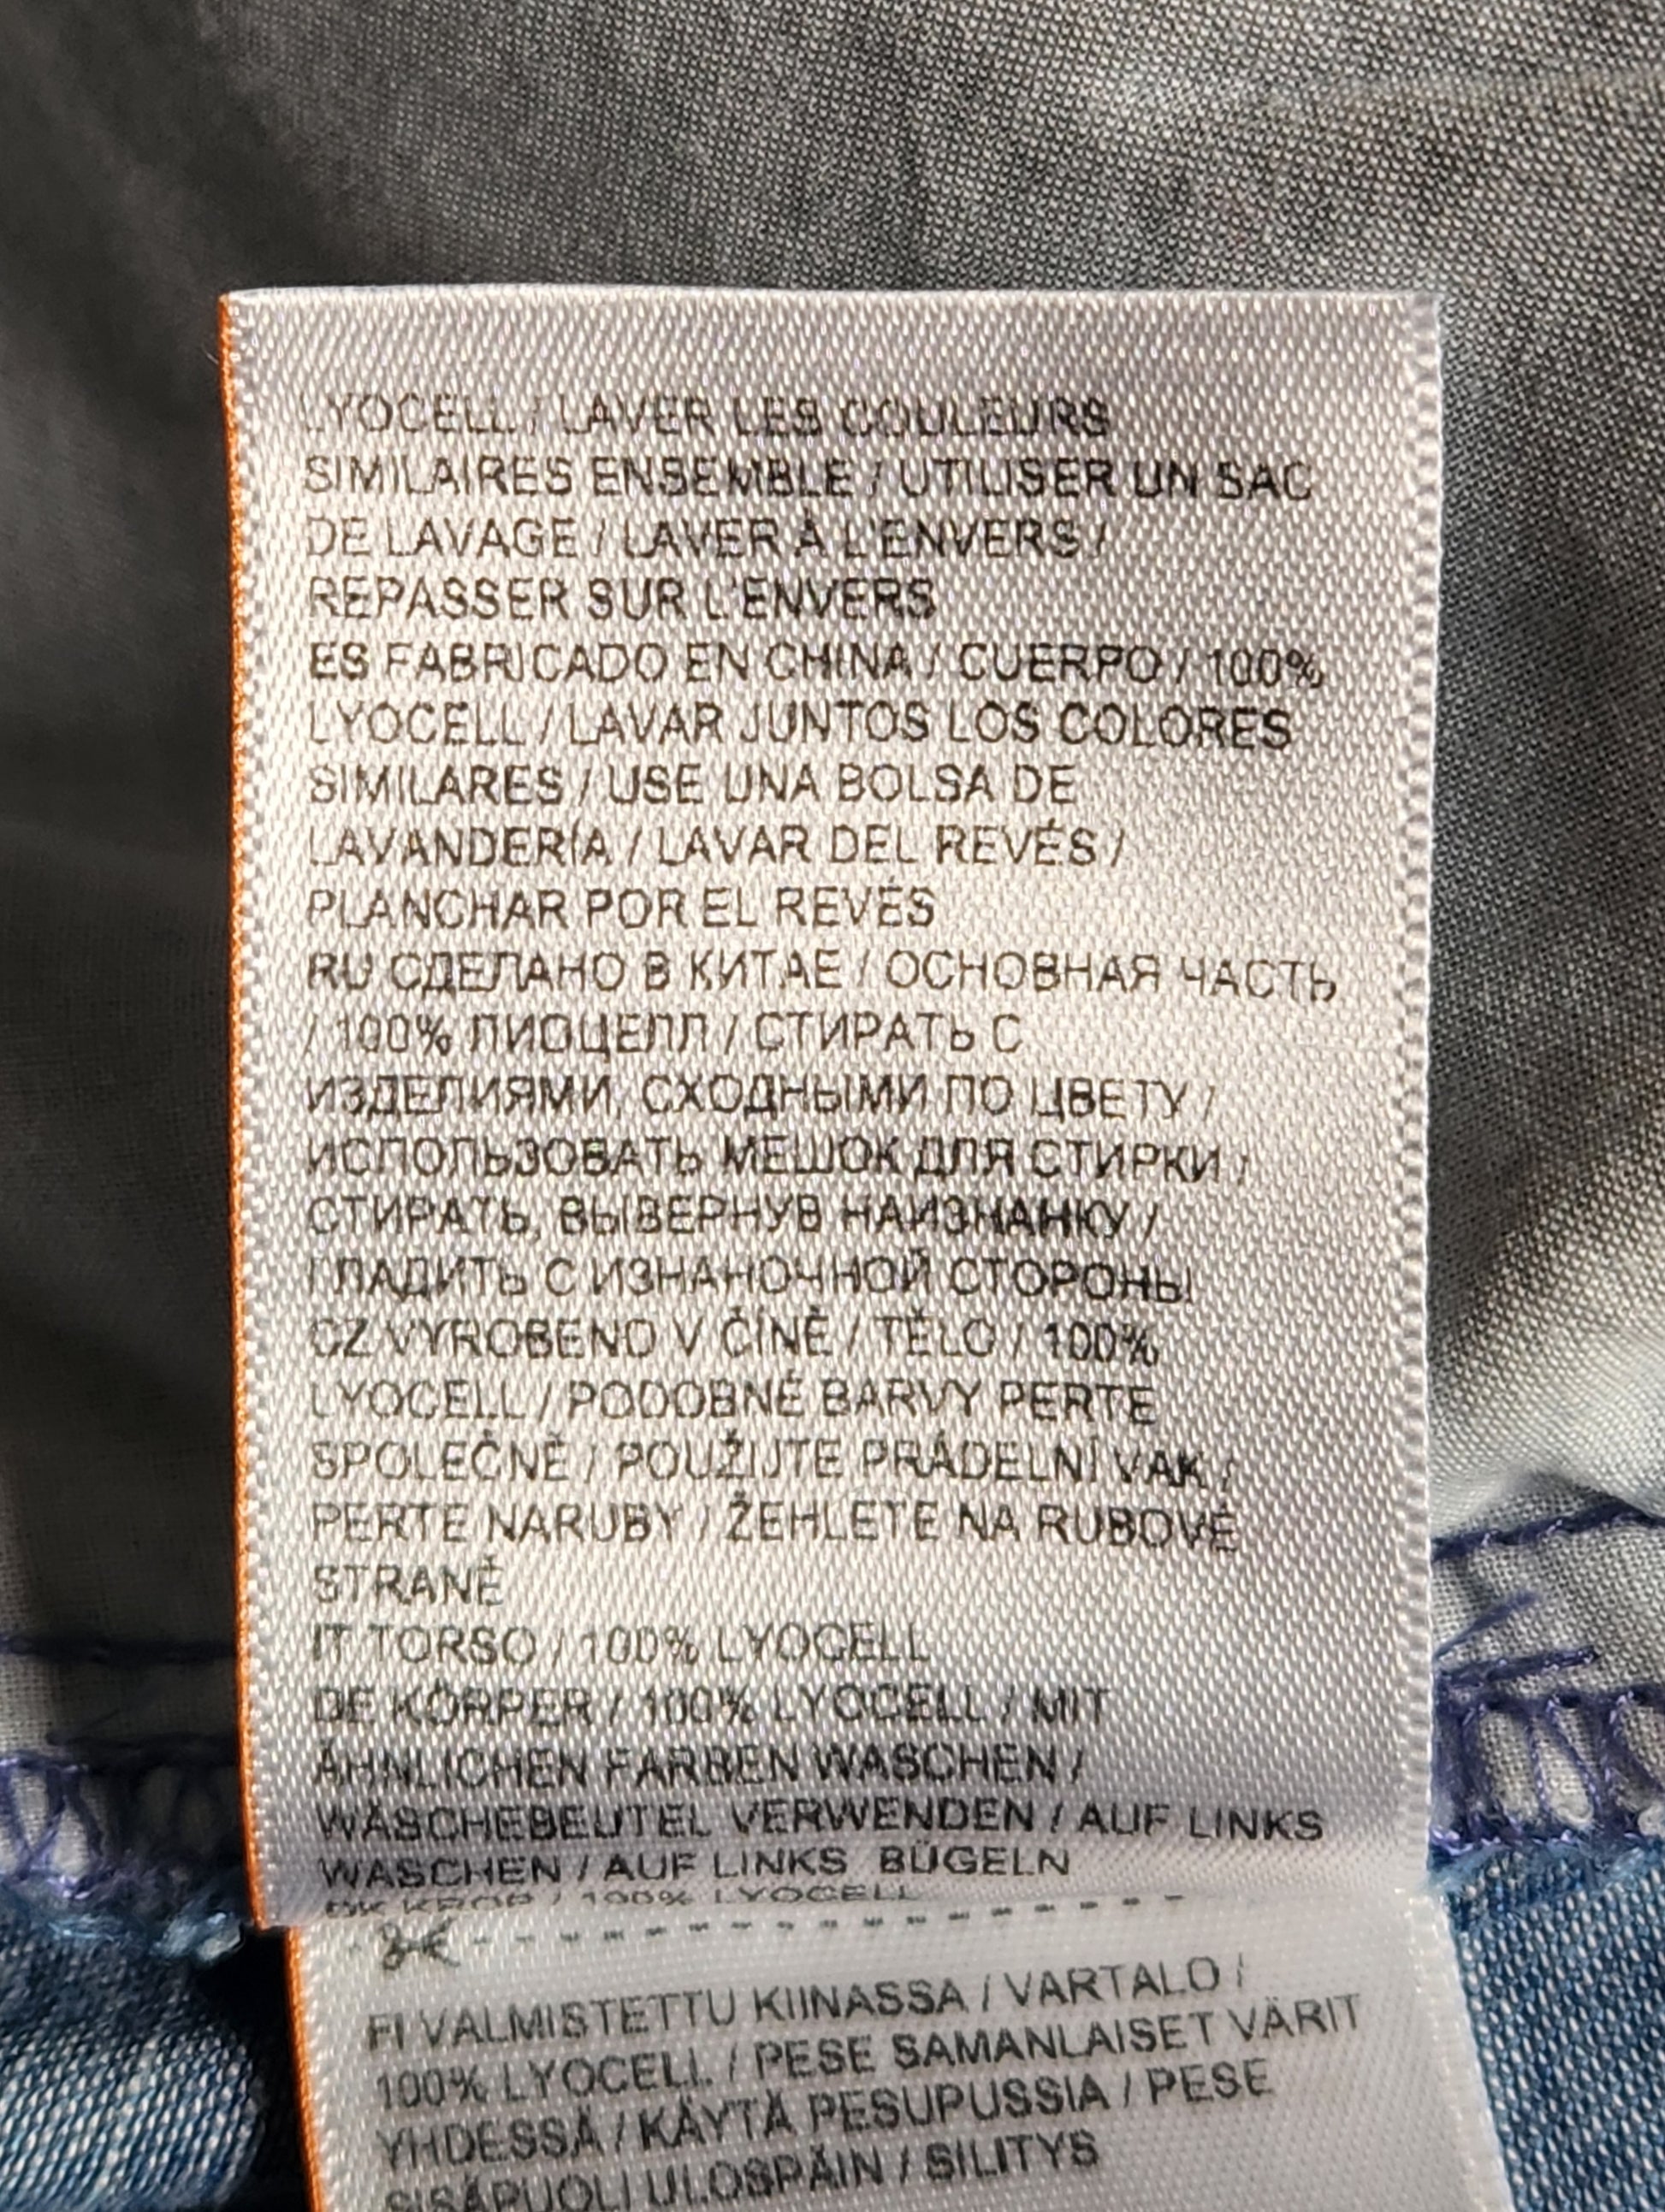 LYOCELL / LAVER LES COULEURS
SIMILAIRES ENSEMBLE / UTILISER UN SAC
DE LAVAGE / LAVER À L'ENVERS /
REPASSER SUR L'ENVERS
ES FABRICADO EN CHINA / CUERPO / 100%
LYOCELL / LAVAR JUNTOS LOS COLORES
SIMILARES / USE UNA BOLSA DE
LAVANDERÍA / LAVAR DEL REVÉS /
PLANCHAR POR EL REVÉS
RU СДЕЛАНО В КИТАЕ / ОСНОВНАЯ ЧАСТЬ
/ 100% ЛИОЦЕЛЛ / СТИРАТЬ С
ИЗДЕЛИЯМИ, СХОДНЫМИ ПО ЦВЕТУ /
ИСПОЛЬЗОВАТЬ МЕШОК ДЛЯ СТИРКИ /
СТИРАТЬ, ВЫВЕРНУВ НАИЗНАНКУ /
ГЛАДИТЬ С ИЗНАНОЧНОЙ СТОРОНЫ
CZ VYROBENO V ČÍNĚ / TĚLO / 100%
LYOCELL / PODOBNÉ BARVY PERTE
SPOLEČNĚ / POUŽIJTE PRÁDELNÍ VAK /
PERTE NARUBY / ŽEHLETE NA RUBOVÉ
STRANĚ
IT TORSO / 100% LYOCELL
DE KÖRPER / 100% LYOCELL / MIT
ÄHNLICHEN FARBEN WASCHEN /
WÄSCHEBEUTEL VERWENDEN / AUF LINKS
WASCHEN / AUF LINKS BÜGELN
DK KROP / 100% LYOCELL
FI VALMISTETTU KIINASSA / VARTALO /
100% LYOCELL / PESE SAMANLAISET VÄRIT
YHDESSÄ / KÄYTÄ PESUPUSSIA / PESE
SISÄPUOLI ULOSPÄIN / SILITYS